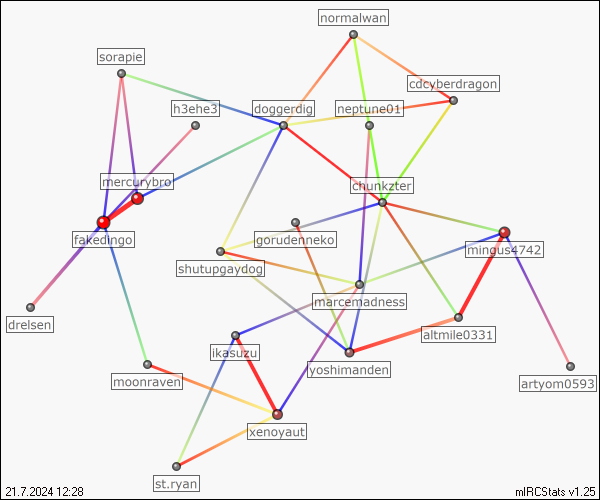 normalwan
sorapie
cdcyberdragon
h3ehe3
doggerdig
neptune01
mercurybro
chunkzter
fakedingo
gorudenneko
mingus4742
shutupgaydog
marcemadness
drelsen
altmile0331
ikasuzu
yoshimanden
moonraven
artyom0593
xenoyaut
st.ryan
21.7.2024 12:28
mIRCStats v1.25